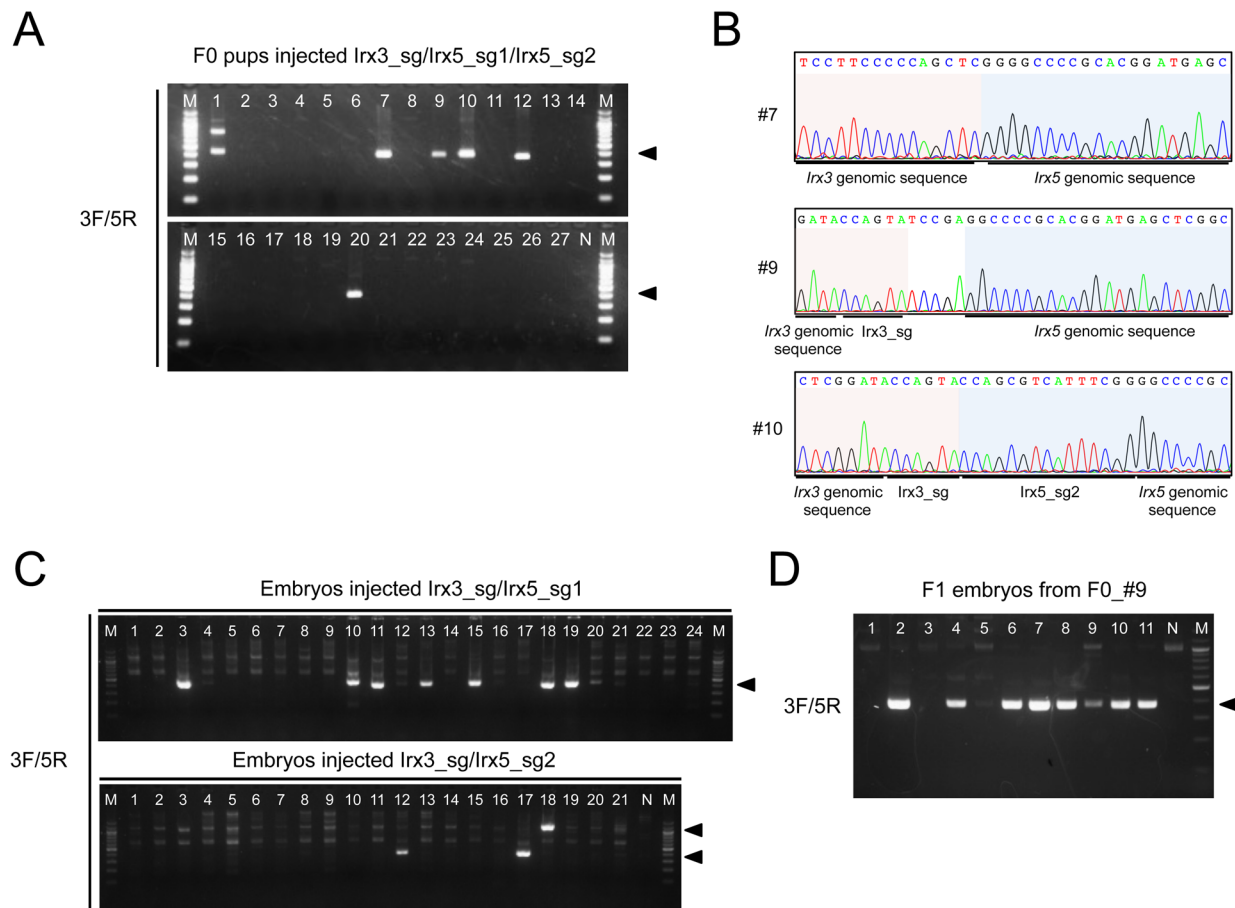 A
F0 pups injected Irx3_sg/Irx5_sg1/Irx5_sg2
M 1 2 3 4 5 6 7 8 9 10 11 12 13 14 M
3F/5R
M 15 16 17 18 19 20 21 22 23 24 25 26 27 N M
B
TCCTTCCCCCAGCTCGGGGCCCCGCACGGATGAGC
#7
Irx3 genomic sequence Irx5 genomic sequence
GATACCAGTATCCGAGGCCCCGCACGGATGAGCTCGGC
#9
Irx3 genomic sequence Irx3_sg Irx5 genomic sequence
CTCGGATACCAGTACCAGCGTCATTTCGGGGCCCCGC
#10
Irx3 genomic sequence Irx3_sg Irx5_sg2 Irx5 genomic sequence
C
Embryos injected Irx3_sg/Irx5_sg1
M 1 2 3 4 5 6 7 8 9 10 11 12 13 14 15 16 17 18 19 20 21 22 23 24 M
3F/5R
Embryos injected Irx3_sg/Irx5_sg2
M 1 2 3 4 5 6 7 8 9 10 11 12 13 14 15 16 17 18 19 20 21 N M
D
F1 embryos from F0_#9
1 2 3 4 5 6 7 8 9 10 11 N M
3F/5R